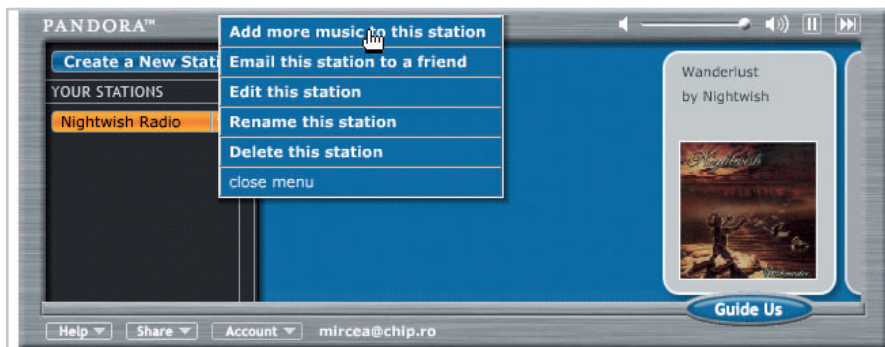 PANDORA™
Add more music to this station
Email this station to a friend
Edit this station
Rename this station
Delete this station
close menu
Create a New Stati
YOUR STATIONS
Nightwish Radio
Wanderlust
by Nightwish
Nightwish
Wishmaster
Guide Us
Help
Share
Account
mircea@chip.ro